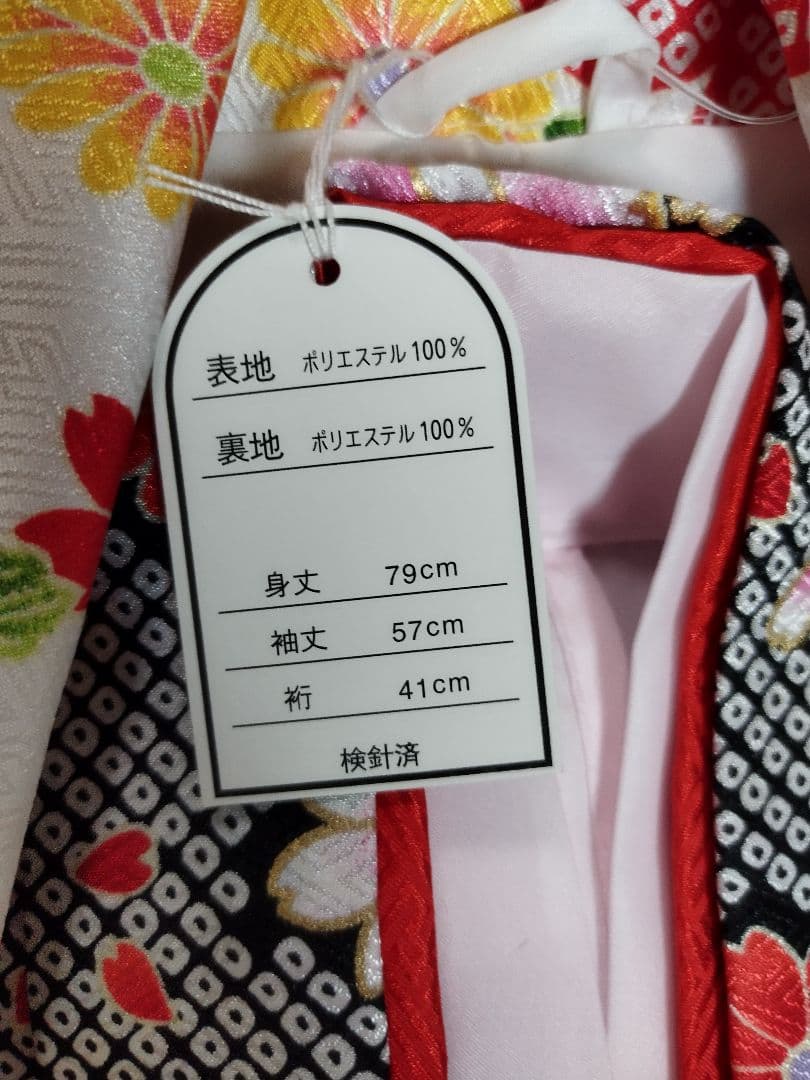 表地 ポリエステル100%
裏地 ポリエステル100%
身丈 79cm
袖丈 57cm
裄 41cm
検針済